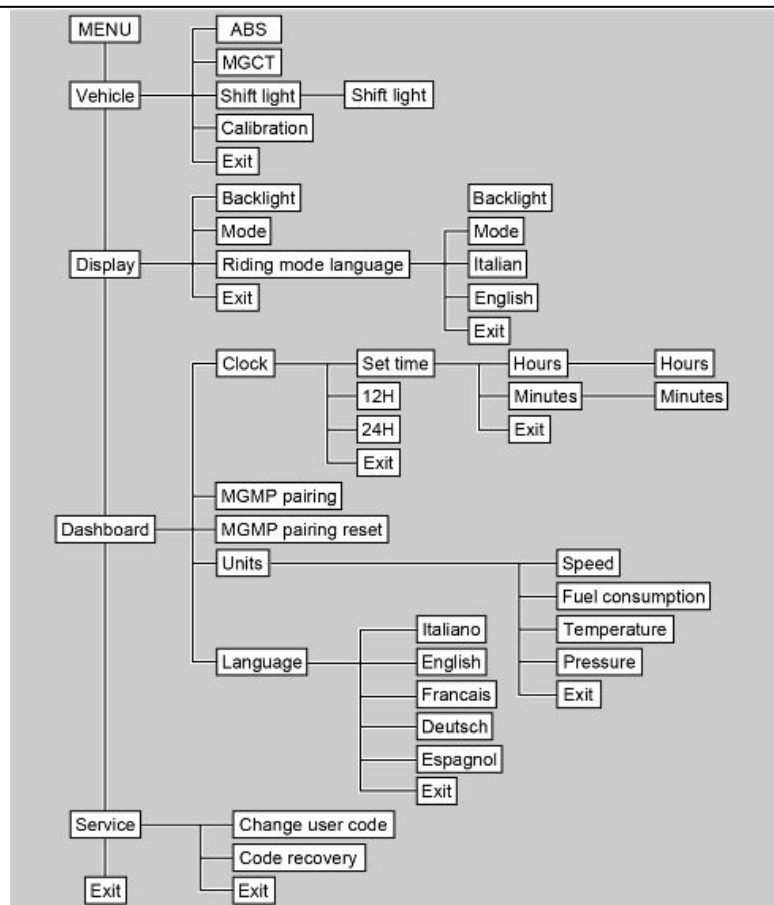 MENU
ABS
MGCT
Vehicle Shift light Shift light
Calibration
Exit
Backlight Backlight
Mode Mode
Display Riding mode language Italian
Exit English
Exit
Clock Set time Hours Hours
12H Minutes Minutes
24H Exit
Exit
MGMP pairing
Dashboard MGMP pairing reset
Units Speed
Fuel consumption
Italiano Temperature
Language English Pressure
Francais Exit
Deutsch
Espagnol
Exit
Service Change user code
Code recovery
Exit Exit